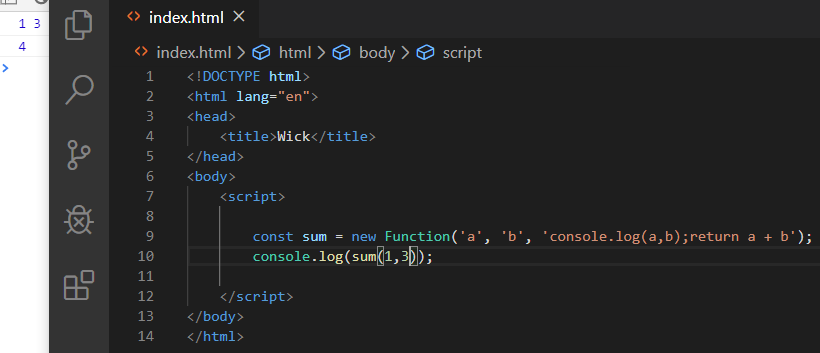 1 3
4
>
<> index.html ×
<> index.html > html > body > script
1 <!DOCTYPE html>
2 <html lang="en">
3 <head>
4     <title>Wick</title>
5 </head>
6 <body>
7     <script>
8
9         const sum = new Function('a', 'b', 'console.log(a,b);return a + b');
10         console.log(sum(1,3));
11
12     </script>
13 </body>
14 </html>